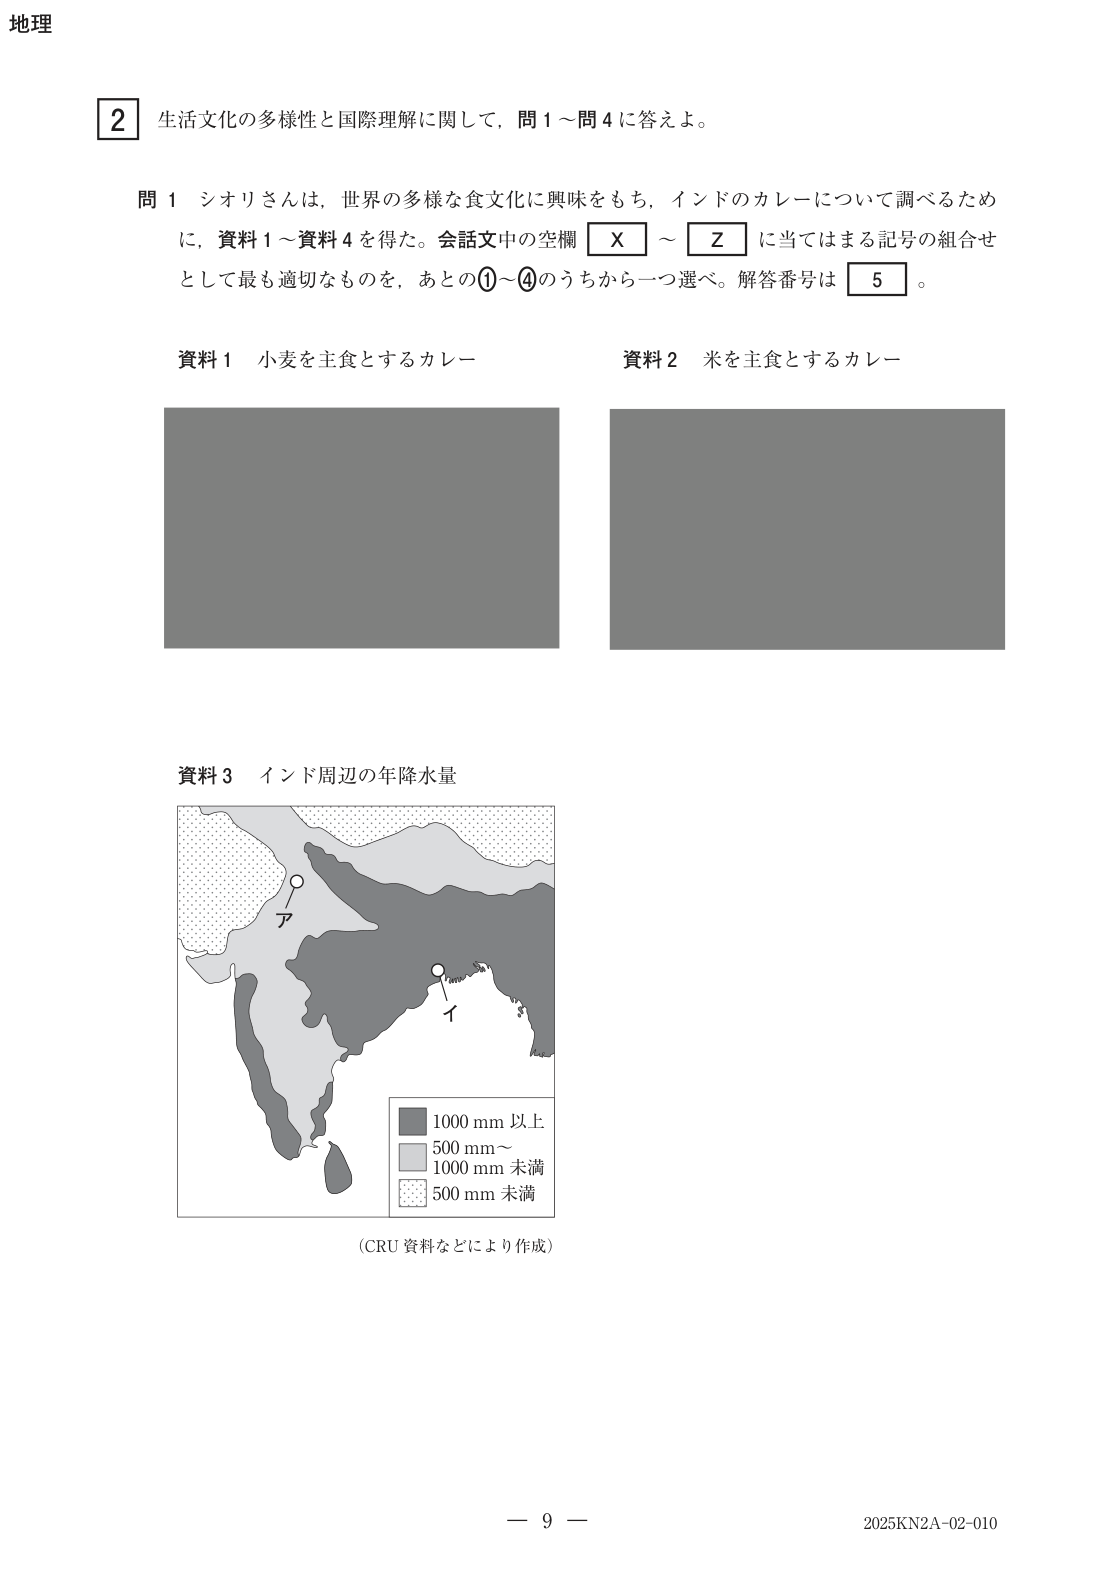 地理
2 生活文化の多様性と国際理解に関して，問1～問4に答えよ。
問1 シオリさんは，世界の多様な食文化に興味をもち，インドのカレーについて調べるため
に，資料1～資料4を得た。会話文中の空欄 X ～ Z に当てはまる記号の組合せ
として最も適切なものを，あとの①～④のうちから一つ選べ。解答番号は 5 。
資料1 小麦を主食とするカレー
資料2 米を主食とするカレー
資料3 インド周辺の年降水量
ア
イ
1000 mm 以上
500 mm～
1000 mm 未満
500 mm 未満
（CRU 資料などにより作成）
― 9 ―
2025KN2A-02-010